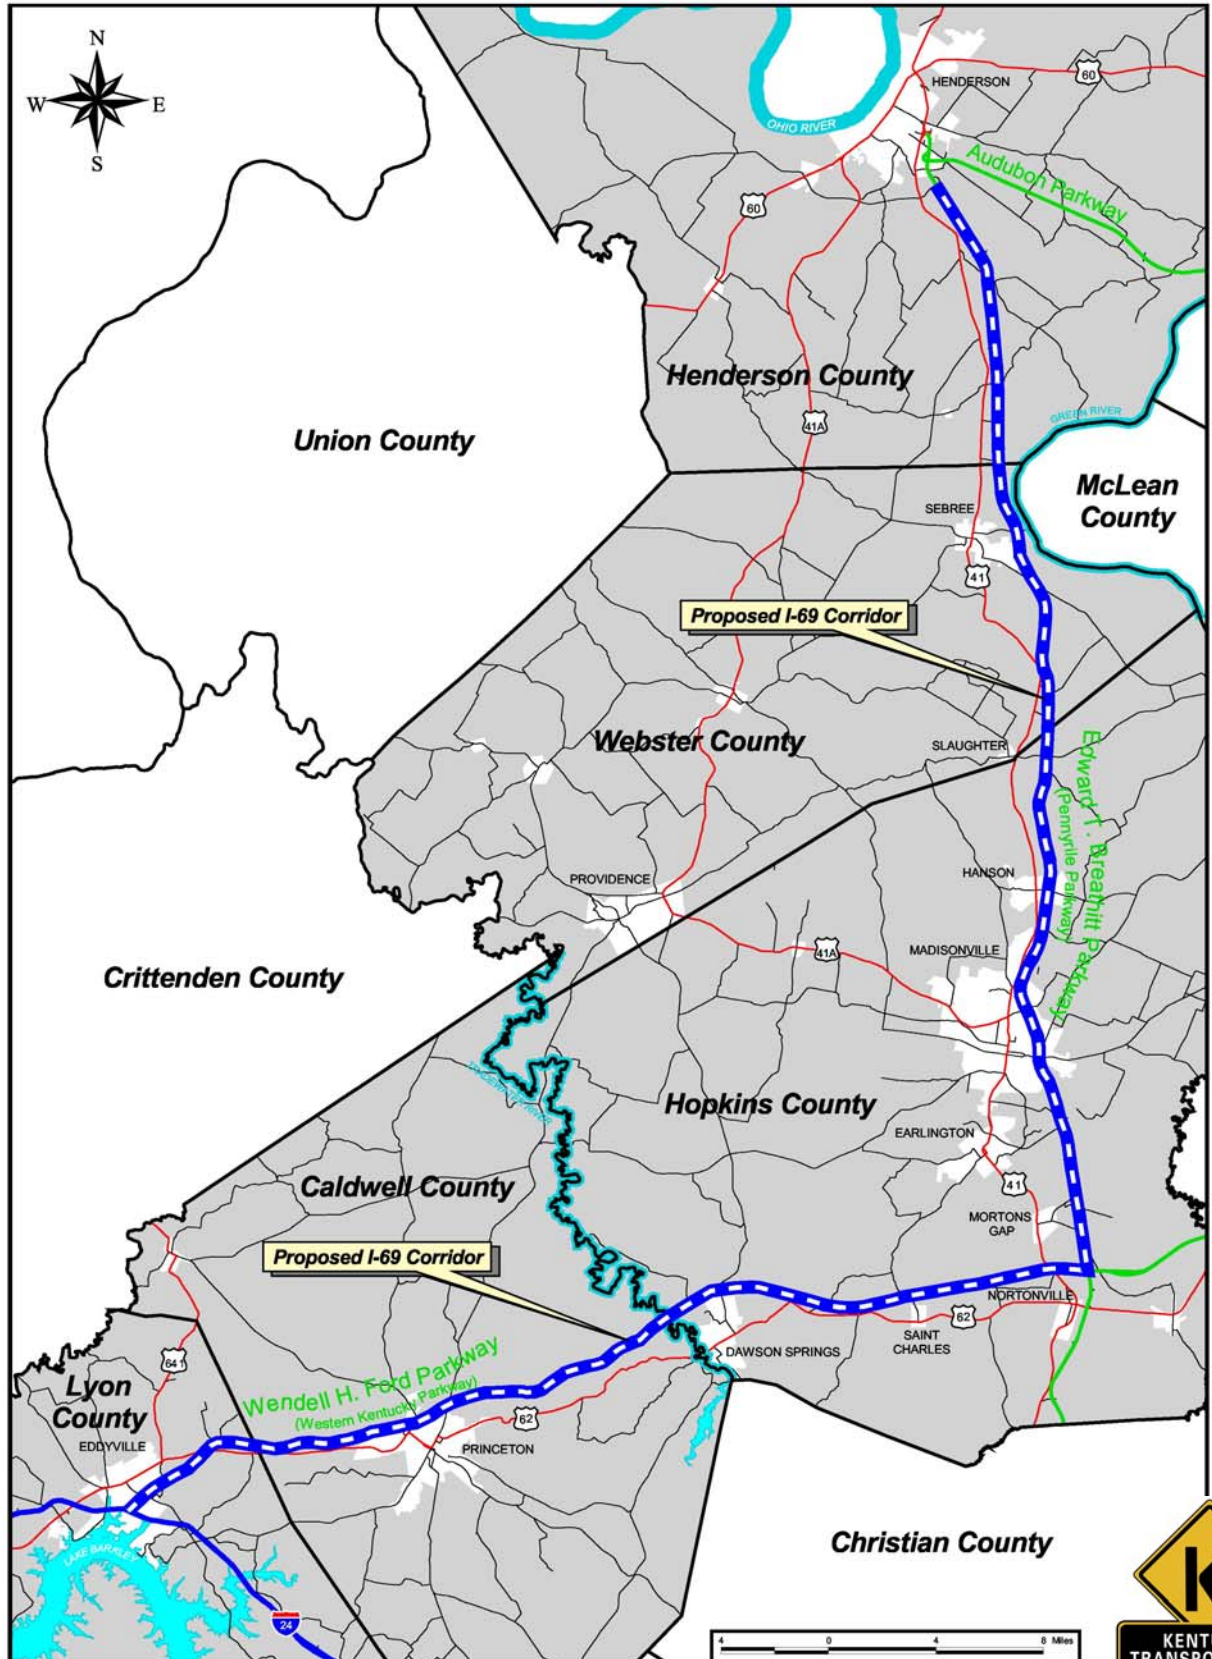 N
W E
S
HENDERSON
60
OHIO RIVER
Audubon Parkway
60
Henderson County
41A
GREEN RIVER
Union County
McLean
County
SEBREE
41
Proposed I-69 Corridor
Webster County
SLAUGHTER
Edward T. Breathitt Parkway
(Pennyrile Parkway)
HANSON
PROVIDENCE
MADISONVILLE
41A
Crittenden County
Hopkins County
EARLINGTON
41
Caldwell County
MORTONS
GAP
Proposed I-69 Corridor
NORTONVILLE
62
SAINT
CHARLES
DAWSON SPRINGS
641
Lyon
County
Wendell H. Ford Parkway
(Western Kentucky Parkway)
62
EDDYVILLE
PRINCETON
LAKE BARKLEY
24
Christian County
4 0 4 8 Miles
K
KENTU
TRANSPO